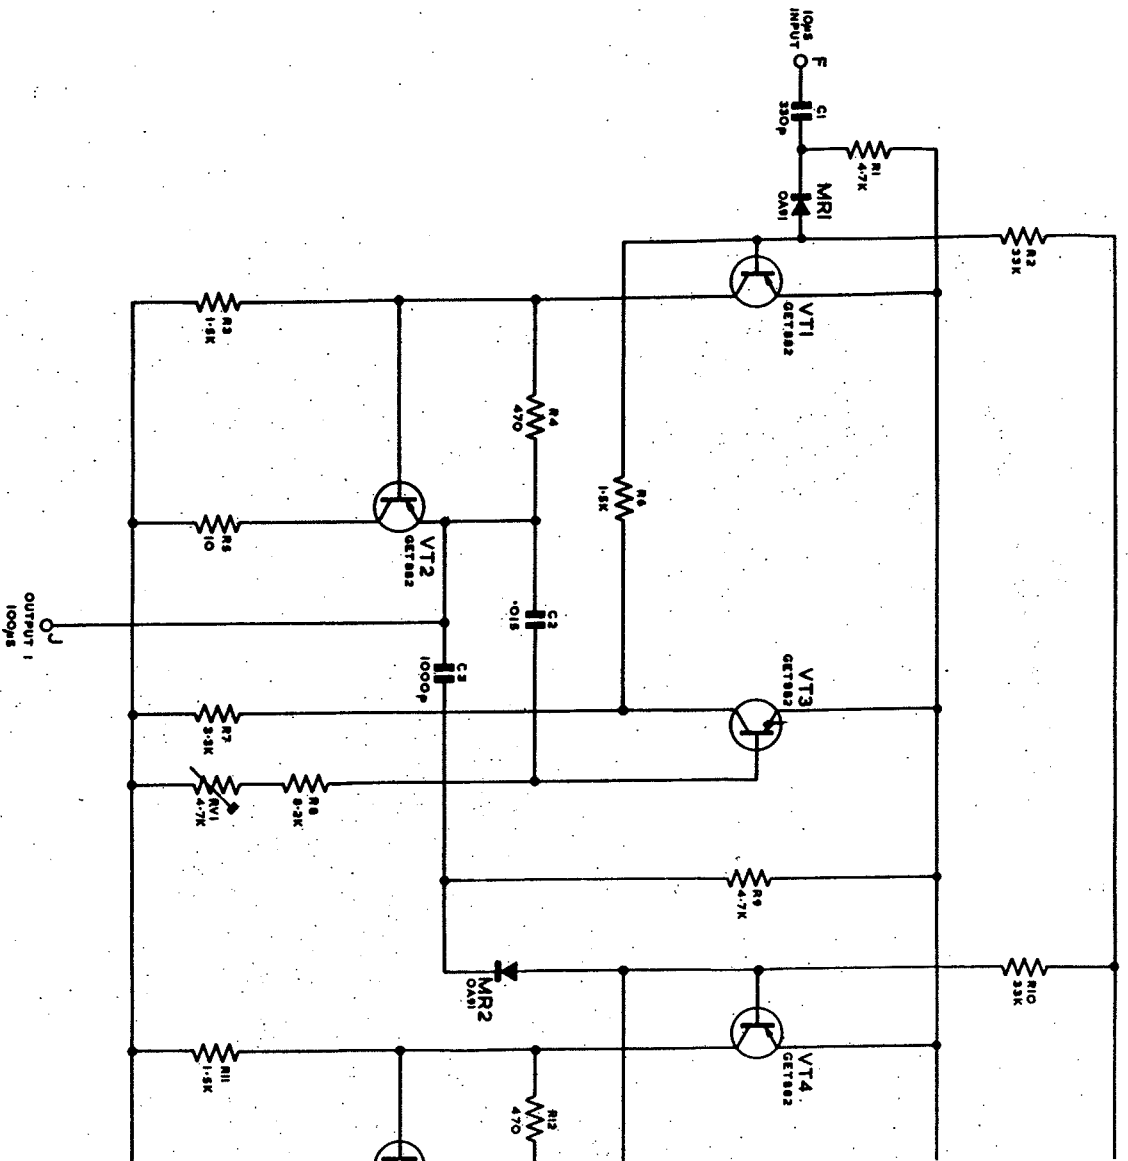 10µS
INPUT
F
C1
330p
R1
4·7K
MR1
OA91
R2
33K
VT1
GET882
R3
1·5K
R4
470
R6
1·5K
VT2
GET882
R5
10
C2
·015
OUTPUT 1
100µS
J
C3
1000p
VT3
GET882
R7
3·3K
R8
8·2K
RV1
4·7K
R9
4·7K
MR2
OA91
R10
33K
VT4
GET882
R11
1·5K
R12
470